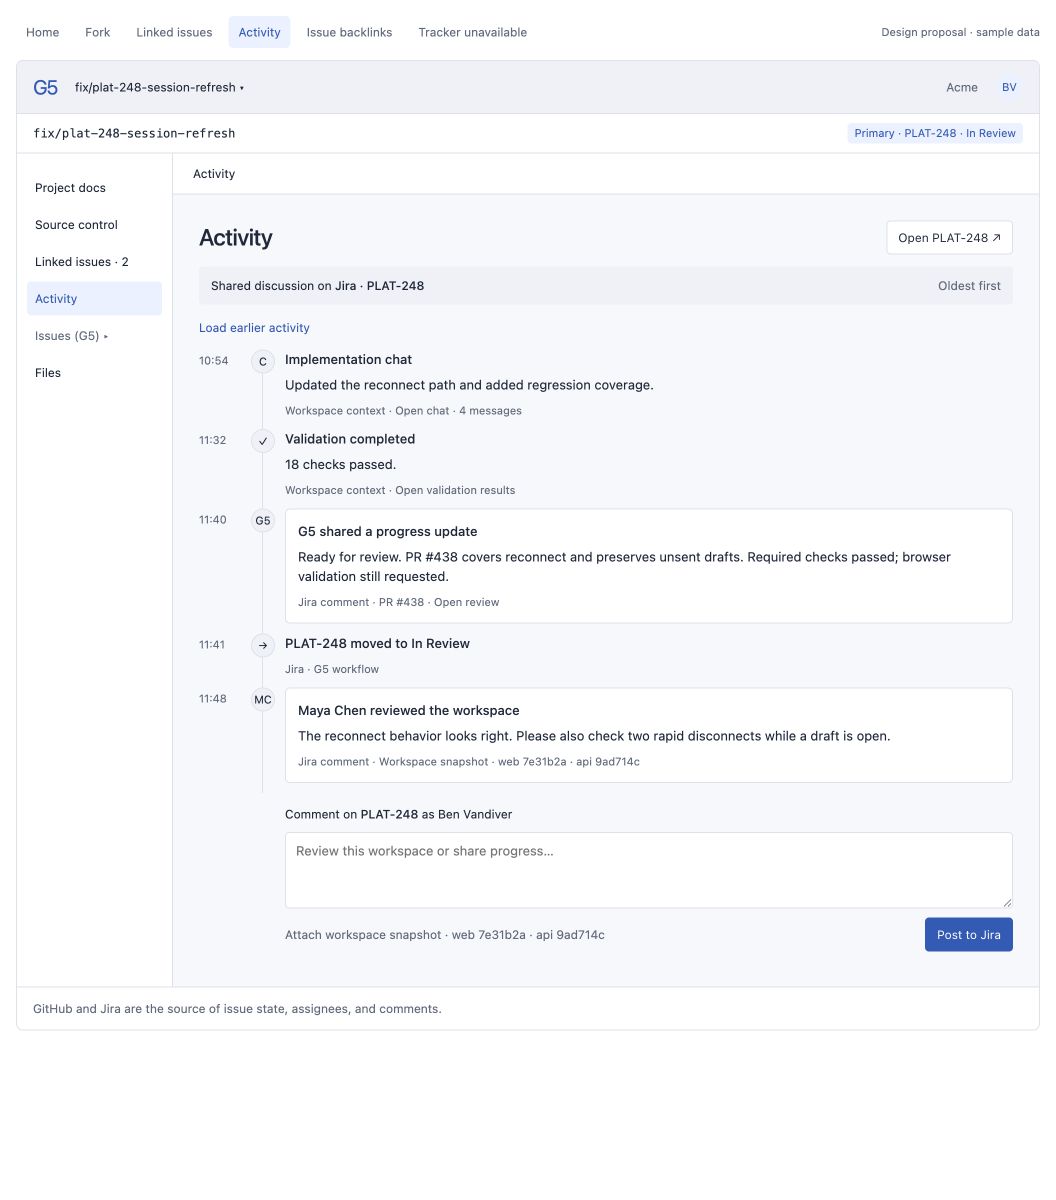 Home Fork Linked issues Activity Issue backlinks Tracker unavailable Design proposal · sample data
G5 fix/plat-248-session-refresh ▾ Acme BV
fix/plat-248-session-refresh Primary · PLAT-248 · In Review
Project docs
Source control
Linked issues · 2
Activity
Issues (G5) ▸
Files
Activity
Activity Open PLAT-248 ↗
Shared discussion on Jira · PLAT-248 Oldest first
Load earlier activity
10:54 C Implementation chat
Updated the reconnect path and added regression coverage.
Workspace context · Open chat · 4 messages
11:32 ✓ Validation completed
18 checks passed.
Workspace context · Open validation results
11:40 G5 G5 shared a progress update
Ready for review. PR #438 covers reconnect and preserves unsent drafts. Required checks passed; browser
validation still requested.
Jira comment · PR #438 · Open review
11:41 → PLAT-248 moved to In Review
Jira · G5 workflow
11:48 MC Maya Chen reviewed the workspace
The reconnect behavior looks right. Please also check two rapid disconnects while a draft is open.
Jira comment · Workspace snapshot · web 7e31b2a · api 9ad714c
Comment on PLAT-248 as Ben Vandiver
Review this workspace or share progress...
Attach workspace snapshot · web 7e31b2a · api 9ad714c Post to Jira
GitHub and Jira are the source of issue state, assignees, and comments.